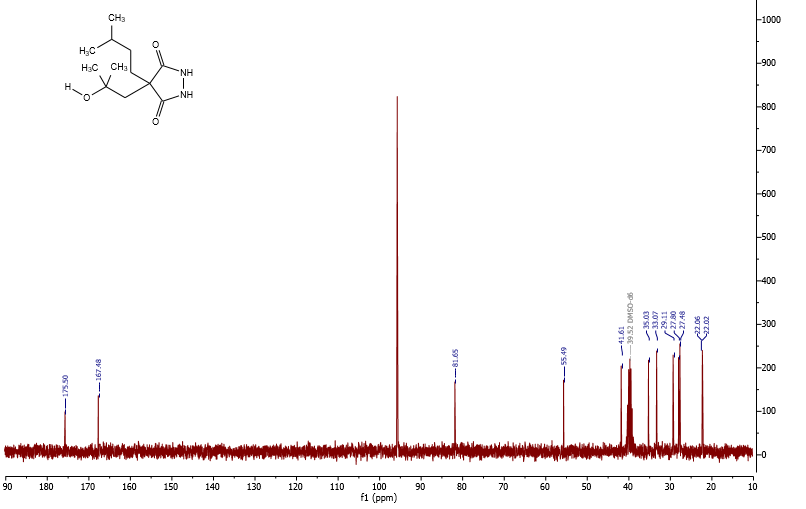 CH₃
H₃C
O
H₃C
CH₃
NH
H
O
NH
O
1000
900
800
700
600
500
400
300
200
100
0
175.50
167.48
81.65
55.49
41.61
39.52 DMSO-d6
35.03
33.07
29.11
27.80
27.48
22.06
22.02
90 180 170 160 150 140 130 120 110 100 90 80 70 60 50 40 30 20 10
f1 (ppm)